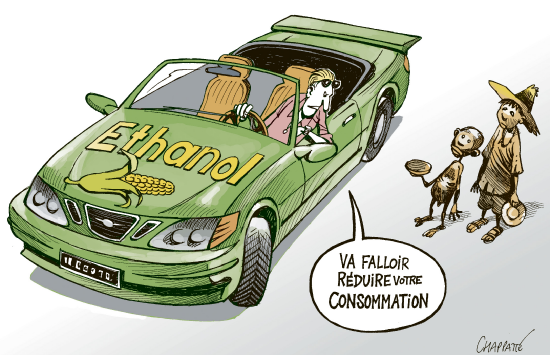 Ethanol
VA FALLOIR
RÉDUIRE VOTRE
CONSOMMATION
CHAPPATTE